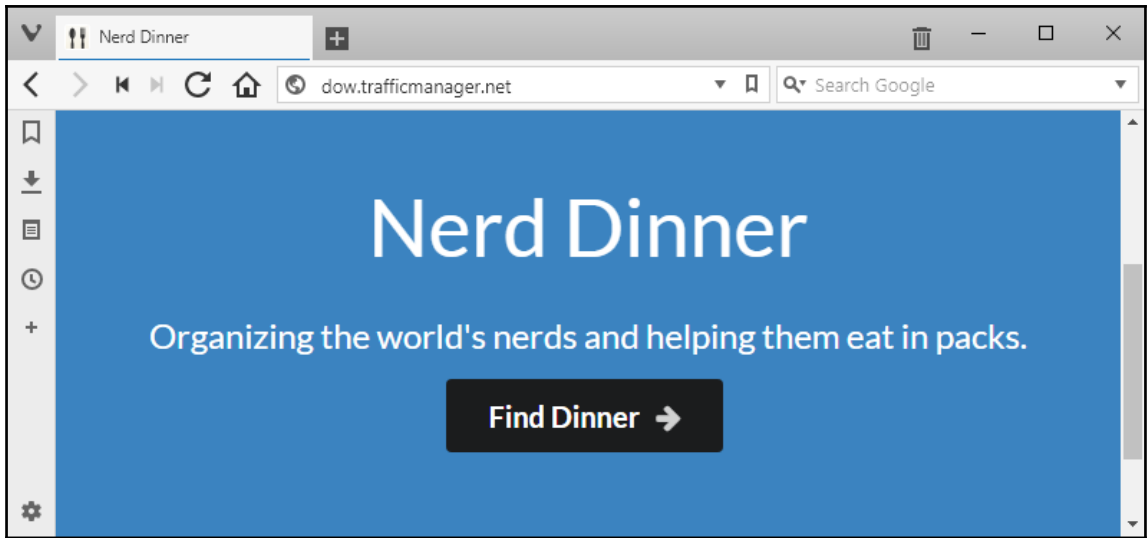 Nerd Dinner
dow.trafficmanager.net
Search Google
Nerd Dinner
Organizing the world's nerds and helping them eat in packs.
Find Dinner